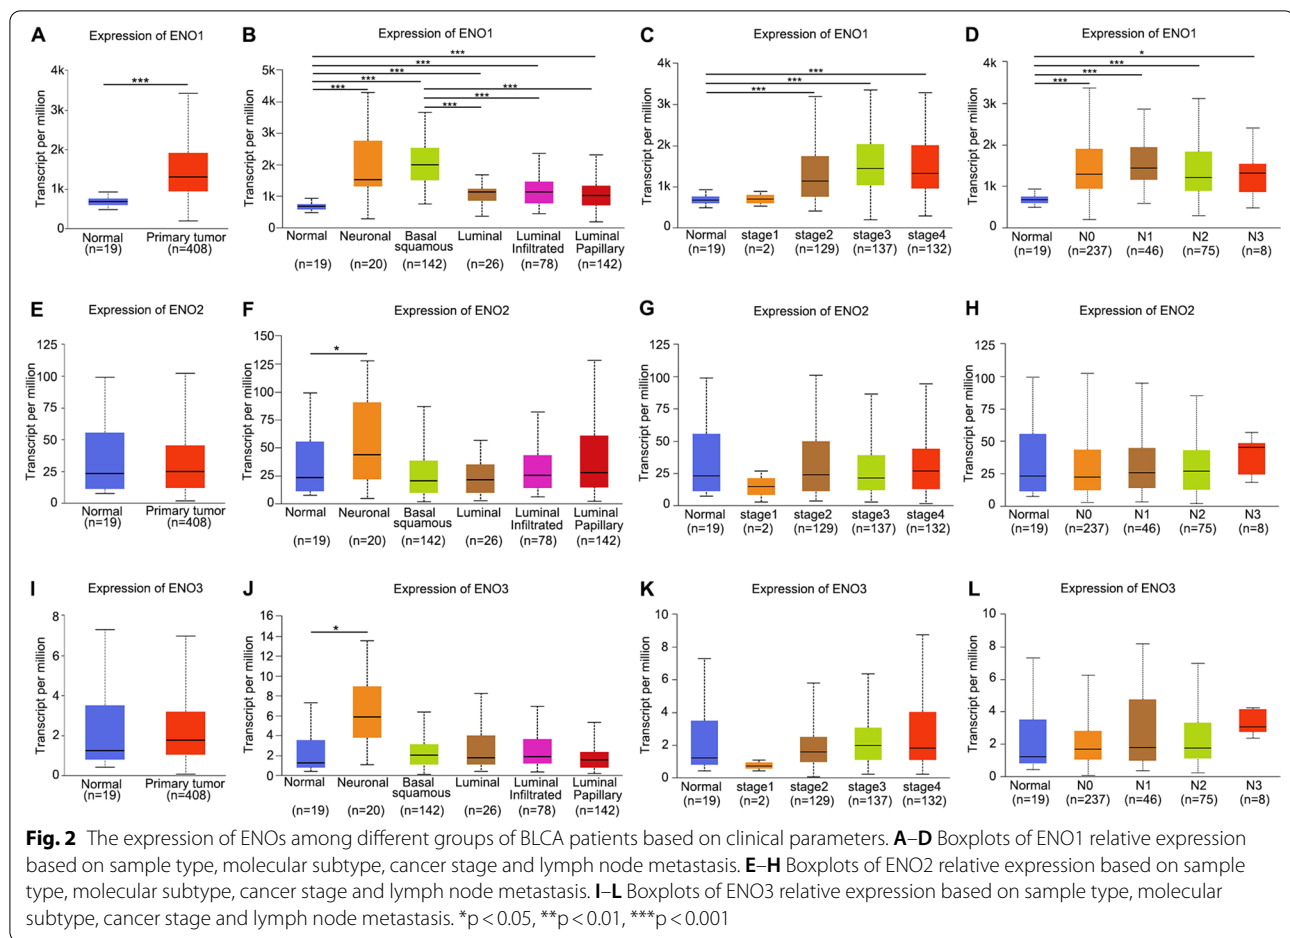 A Expression of ENO1
Transcript per million
4k
3k
2k
1k
0
***
Normal Primary tumor
(n=19) (n=408)
B Expression of ENO1
Transcript per million
5k
4k
3k
2k
1k
0
***
***
***
***
***
***
***
***
Normal Neuronal Basal squamous Luminal Luminal Infiltrated Luminal Papillary
(n=19) (n=20) (n=142) (n=26) (n=78) (n=142)
C Expression of ENO1
Transcript per million
4k
3k
2k
1k
0
***
***
***
Normal stage1 stage2 stage3 stage4
(n=19) (n=2) (n=129) (n=137) (n=132)
D Expression of ENO1
Transcript per million
4k
3k
2k
1k
0
*
***
***
***
Normal N0 N1 N2 N3
(n=19) (n=237) (n=46) (n=75) (n=8)
E Expression of ENO2
Transcript per million
125
100
75
50
25
0
Normal Primary tumor
(n=19) (n=408)
F Expression of ENO2
Transcript per million
150
125
100
75
50
25
0
*
Normal Neuronal Basal squamous Luminal Luminal Infiltrated Luminal Papillary
(n=19) (n=20) (n=142) (n=26) (n=78) (n=142)
G Expression of ENO2
Transcript per million
125
100
75
50
25
0
Normal stage1 stage2 stage3 stage4
(n=19) (n=2) (n=129) (n=137) (n=132)
H Expression of ENO2
Transcript per million
125
100
75
50
25
0
Normal N0 N1 N2 N3
(n=19) (n=237) (n=46) (n=75) (n=8)
I Expression of ENO3
Transcript per million
8
6
4
2
0
Normal Primary tumor
(n=19) (n=408)
J Expression of ENO3
Transcript per million
16
14
12
10
8
6
4
2
0
*
Normal Neuronal Basal squamous Luminal Luminal Infiltrated Luminal Papillary
(n=19) (n=20) (n=142) (n=26) (n=78) (n=142)
K Expression of ENO3
Transcript per million
10
8
6
4
2
0
Normal stage1 stage2 stage3 stage4
(n=19) (n=2) (n=129) (n=137) (n=132)
L Expression of ENO3
Transcript per million
10
8
6
4
2
0
Normal N0 N1 N2 N3
(n=19) (n=237) (n=46) (n=75) (n=8)
Fig. 2 The expression of ENOs among different groups of BLCA patients based on clinical parameters. A–D Boxplots of ENO1 relative expression
based on sample type, molecular subtype, cancer stage and lymph node metastasis. E–H Boxplots of ENO2 relative expression based on sample
type, molecular subtype, cancer stage and lymph node metastasis. I–L Boxplots of ENO3 relative expression based on sample type, molecular
subtype, cancer stage and lymph node metastasis. *p < 0.05, **p < 0.01, ***p < 0.001